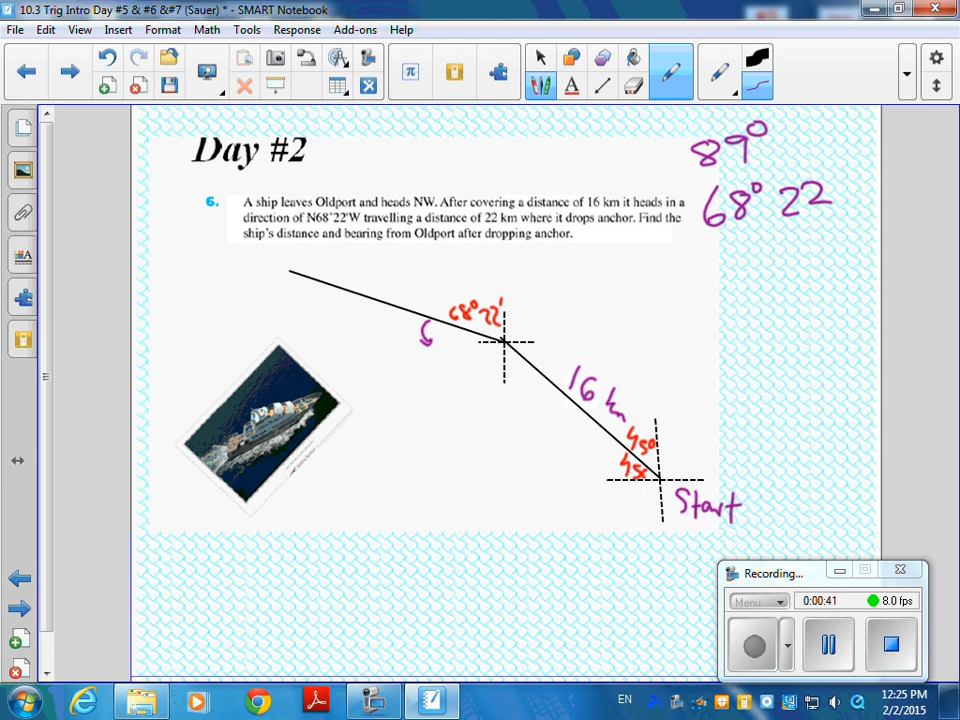 10.3 Trig Intro Day #5 & #6 &#7 (Sauer) * - SMART Notebook
File Edit View Insert Format Math Tools Response Add-ons Help
Day #2
89°
68° 22
6. A ship leaves Oldport and heads NW. After covering a distance of 16 km it heads in a
direction of N68°22'W travelling a distance of 22 km where it drops anchor. Find the
ship's distance and bearing from Oldport after dropping anchor.
68°22'
16 km
45°
45
Start
Recording...
Menu 0:00:41 8.0 fps
EN 12:25 PM
2/2/2015